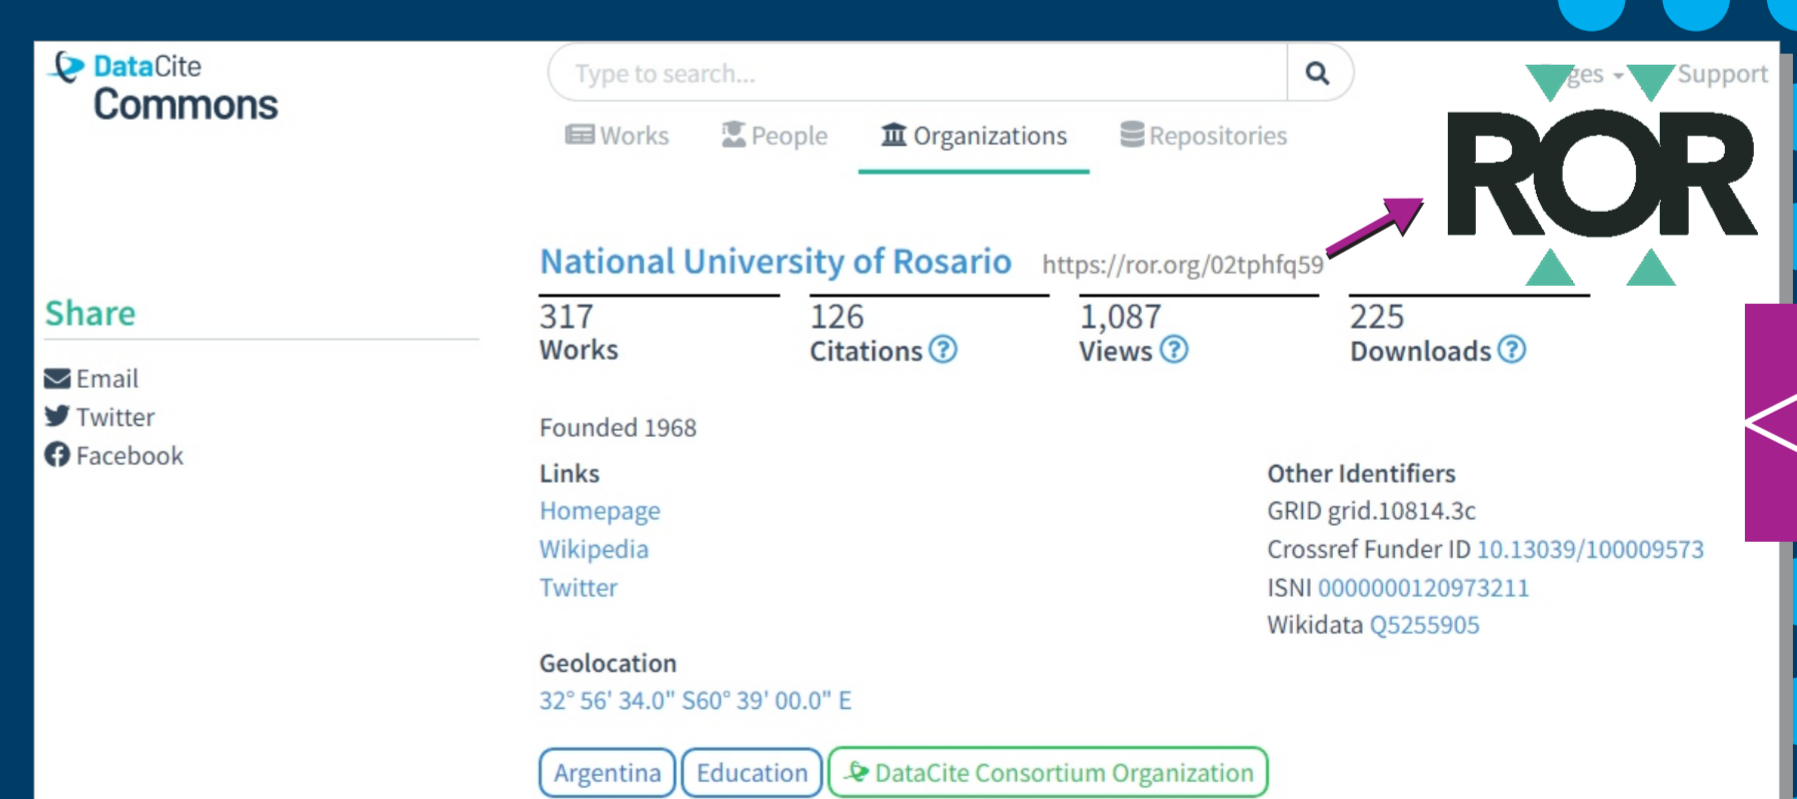 DataCite
Commons
Type to search...
ges
Support
Works
People
Organizations
Repositories
ROR
National University of Rosario https://ror.org/02tphfq59
317
Works
126
Citations
1,087
Views
225
Downloads
Share
Email
Twitter
Facebook
Founded 1968
Links
Homepage
Wikipedia
Twitter
Other Identifiers
GRID grid.10814.3c
Crossref Funder ID 10.13039/100009573
ISNI 0000000120973211
Wikidata Q5255905
Geolocation
32° 56' 34.0" S60° 39' 00.0" E
Argentina
Education
DataCite Consortium Organization